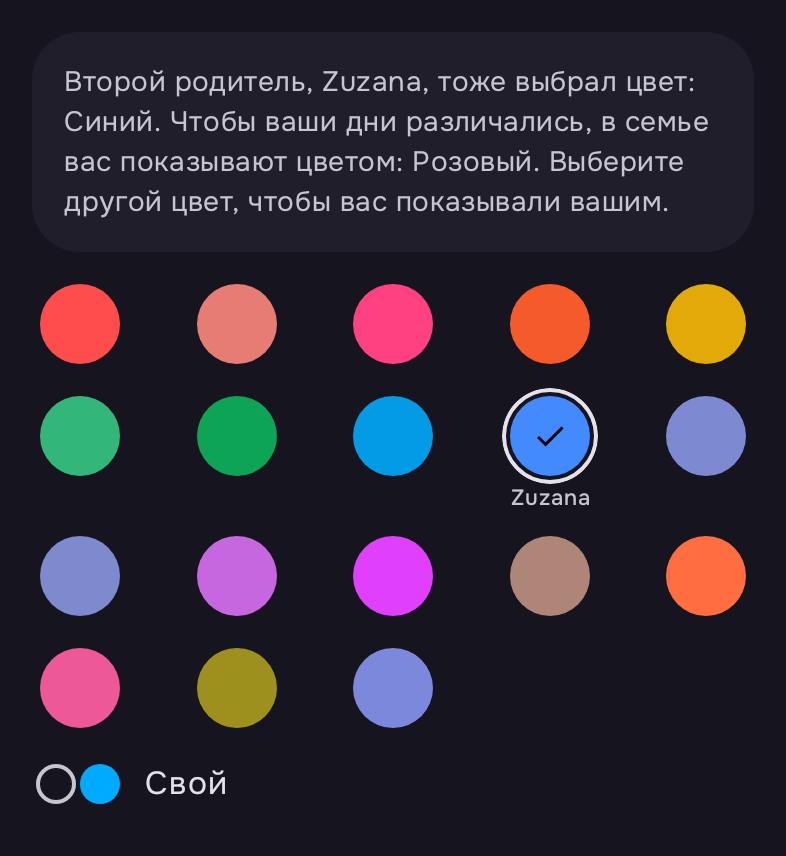 Второй родитель, Zuzana, тоже выбрал цвет:
Синий. Чтобы ваши дни различались, в семье
вас показывают цветом: Розовый. Выберите
другой цвет, чтобы вас показывали вашим.
Zuzana
Свой